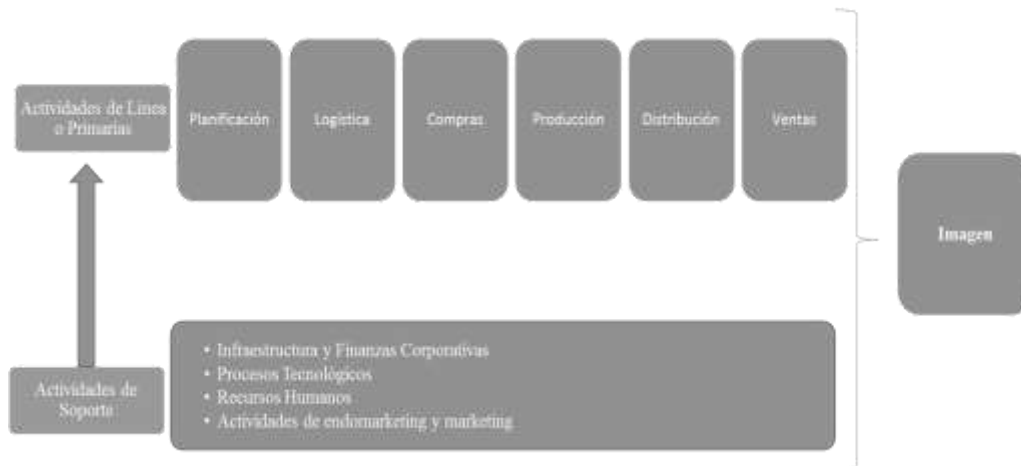 Actividades de Linea
o Primarias
Planificación
Logística
Compras
Producción
Distribución
Ventas
Imagen
Actividades de
Soporte
• Infraestructura y Finanzas Corporativas
• Procesos Tecnológicos
• Recursos Humanos
• Actividades de endomarketing y marketing